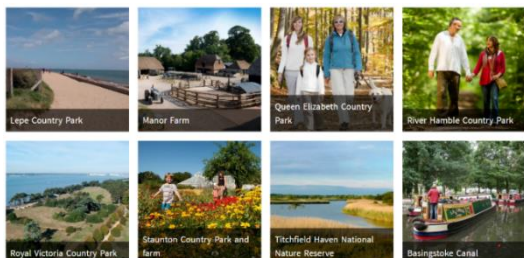 Lepe Country Park
Manor Farm
Queen Elizabeth Country
Park
River Hamble Country Park
Royal Victoria Country Park
Staunton Country Park and
farm
Titchfield Haven National
Nature Reserve
Basingstoke Canal